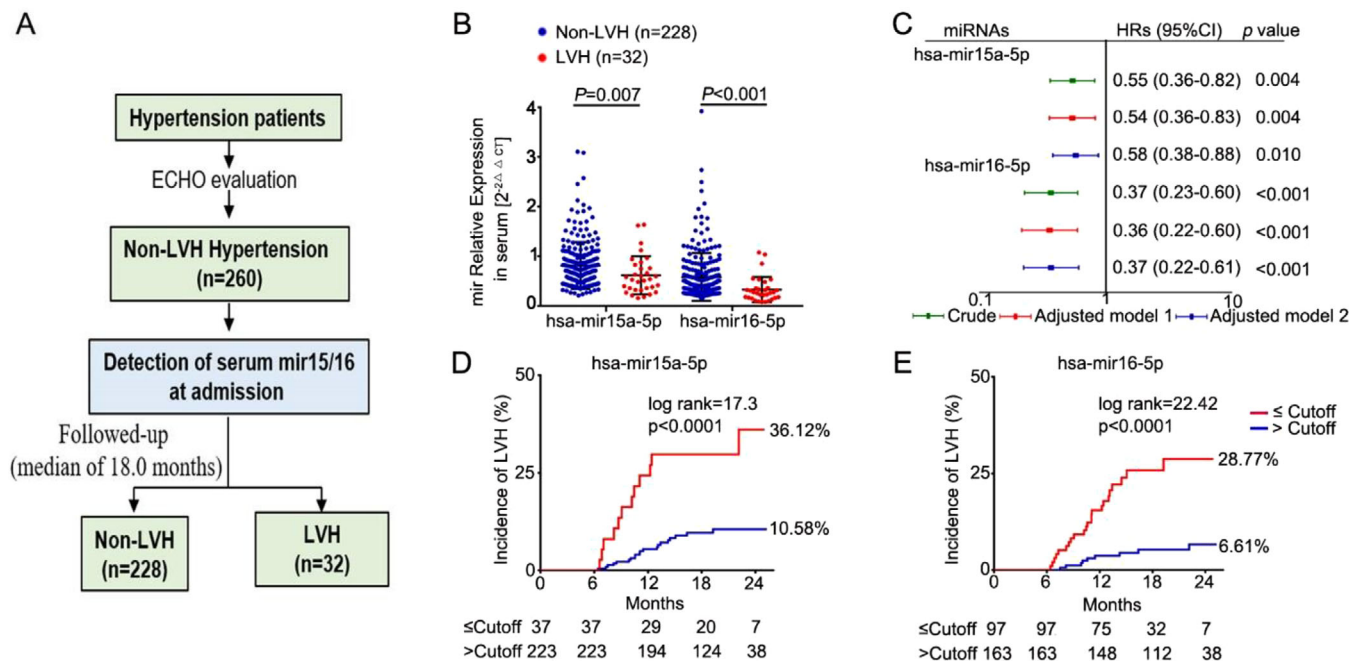 A
Hypertension patients
ECHO evaluation
Non-LVH Hypertension
(n=260)
Detection of serum mir15/16
at admission
Followed-up
(median of 18.0 months)
Non-LVH
(n=228)
LVH
(n=32)
B
Non-LVH (n=228)
LVH (n=32)
P=0.007
P<0.001
mir Relative Expression
in serum [2^-2△ △ CT]
4
3
2
1
0
hsa-mir15a-5p
hsa-mir16-5p
C
miRNAs HRs (95%CI) p value
hsa-mir15a-5p
0.55 (0.36-0.82) 0.004
0.54 (0.36-0.83) 0.004
0.58 (0.38-0.88) 0.010
hsa-mir16-5p
0.37 (0.23-0.60) <0.001
0.36 (0.22-0.60) <0.001
0.37 (0.22-0.61) <0.001
0.1 1 10
Crude Adjusted model 1 Adjusted model 2
D
hsa-mir15a-5p
Incidence of LVH (%)
50
25
0
log rank=17.3
p<0.0001
36.12%
10.58%
0 6 12 18 24
Months
≤Cutoff 37 37 29 20 7
>Cutoff 223 223 194 124 38
E
hsa-mir16-5p
Incidence of LVH (%)
50
25
0
log rank=22.42
p<0.0001
≤ Cutoff
> Cutoff
28.77%
6.61%
0 6 12 18 24
Months
≤Cutoff 97 97 75 32 7
>Cutoff 163 163 148 112 38